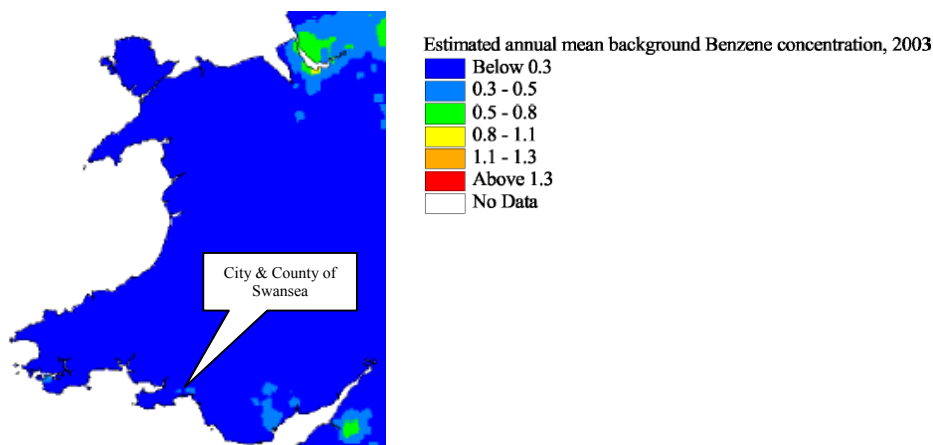 Estimated annual mean background Benzene concentration, 2003
Below 0.3
0.3 - 0.5
0.5 - 0.8
0.8 - 1.1
1.1 - 1.3
Above 1.3
No Data
City & County of
Swansea